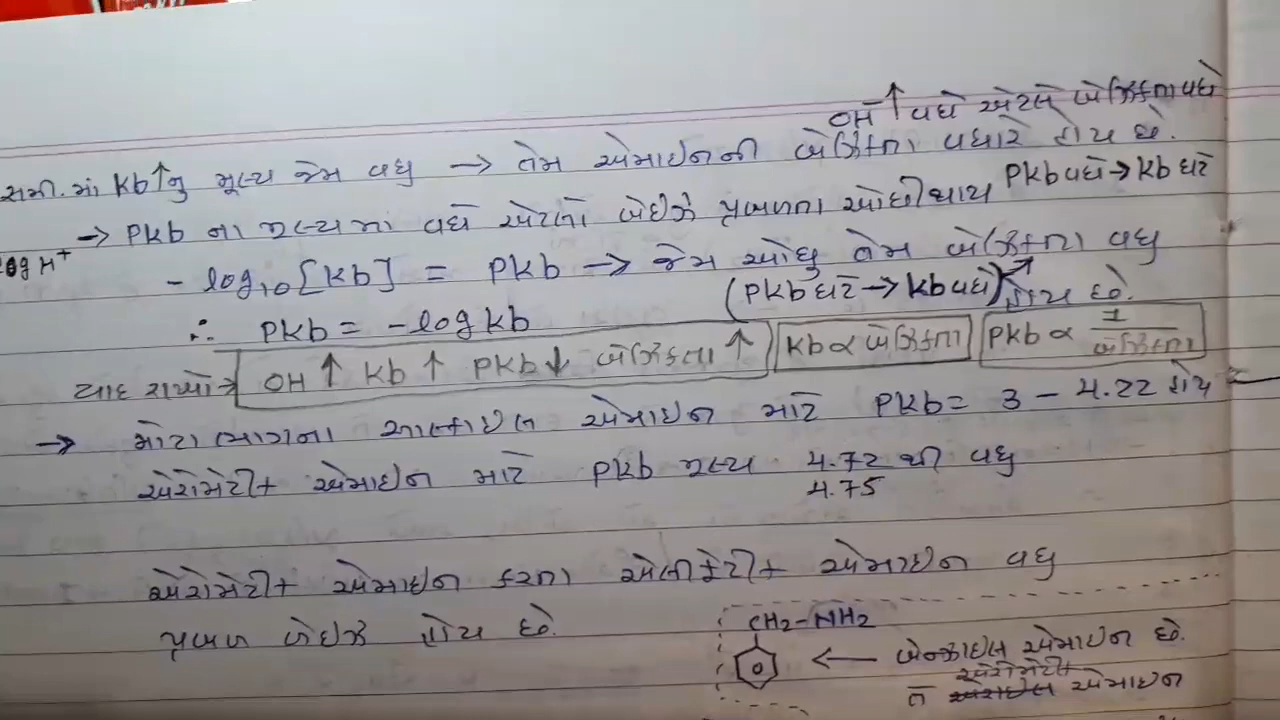 OH⁻↑ વધે એટલે બેઝિકતા વધે
સમી.માં Kb↑નું મૂલ્ય જેમ વધુ → તેમ એમાઇનની બેઝિકતા વધારે હોય છે.
→ PKb ના મૂલ્યમાં વધે એટલો બેઇઝે પ્રબળતા ઓછી થાય PKb વધે → Kb ઘટે
og H⁺
- log₁₀[Kb] = PKb → જેમ ઓછુ તેમ બેઝિકતા વધુ હોય છે.
∴ PKb = -log Kb (PKb ઘટે → Kb વધે)
યાદ રાખો → OH↑ Kb↑ PKb↓ બેઝિકતા↑ Kb ∝ બેઝિકતા PKb ∝ 1/બેઝિકતા
→ મોટા ભાગના આલ્કાઇલ એમાઇન માટે PKb = 3 - 4.22 હોય
એરોમેટીક એમાઇન માટે PKb મૂલ્ય 4.72 થી વધુ
4.75
એરોમેટીક એમાઇન કરતા એલીફેટીક એમાઇન વધુ
પ્રબળ બેઇઝ હોય છે.
CH2-NH2
← બેન્ઝાઇલ એમાઇન છે.
એરોમેટીક
ન એમાઇન